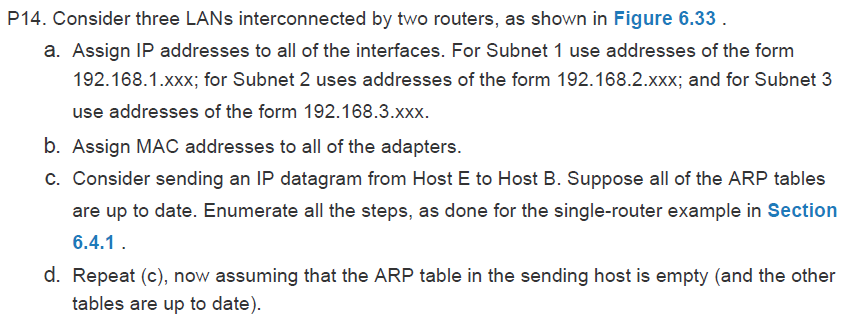 P14. Consider three LANs interconnected by two routers, as shown in Figure 6.33 .
a. Assign IP addresses to all of the interfaces. For Subnet 1 use addresses of the form
192.168.1.xxx; for Subnet 2 uses addresses of the form 192.168.2.xxx; and for Subnet 3
use addresses of the form 192.168.3.xxx.
b. Assign MAC addresses to all of the adapters.
c. Consider sending an IP datagram from Host E to Host B. Suppose all of the ARP tables
are up to date. Enumerate all the steps, as done for the single-router example in Section
6.4.1 .
d. Repeat (c), now assuming that the ARP table in the sending host is empty (and the other
tables are up to date).